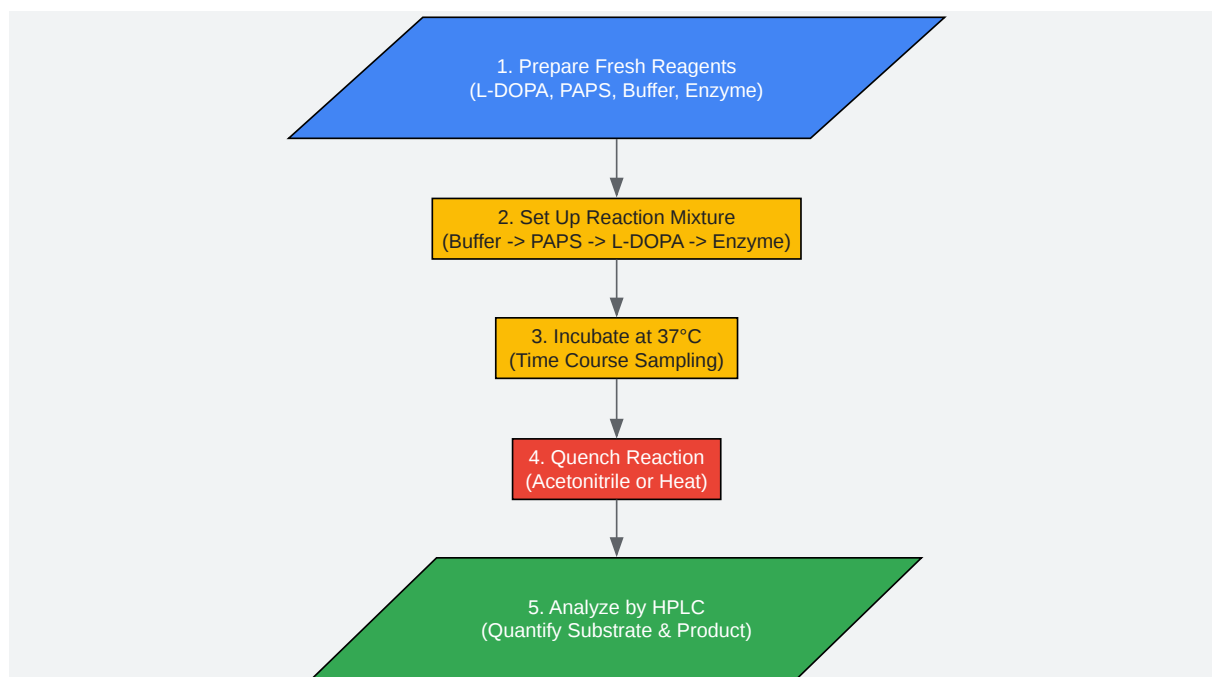 1. Prepare Fresh Reagents
(L-DOPA, PAPS, Buffer, Enzyme)
2. Set Up Reaction Mixture
(Buffer -> PAPS -> L-DOPA -> Enzyme)
3. Incubate at 37°C
(Time Course Sampling)
4. Quench Reaction
(Acetonitrile or Heat)
5. Analyze by HPLC
(Quantify Substrate & Product)